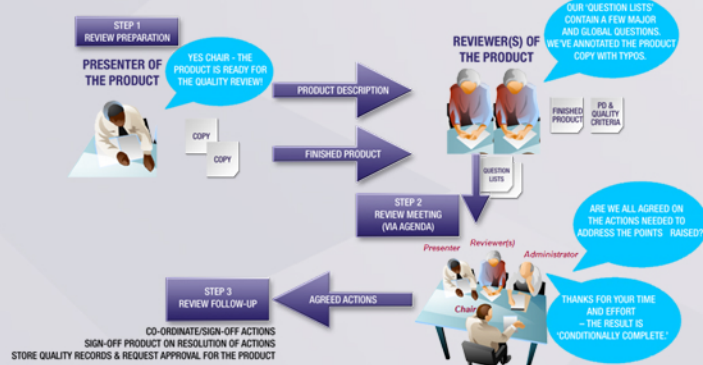 STEP 1
REVIEW PREPARATION
PRESENTER OF
THE PRODUCT
YES CHAIR - THE
PRODUCT IS READY FOR
THE QUALITY REVIEW!
COPY
COPY
PRODUCT DESCRIPTION
FINISHED PRODUCT
REVIEWER(S) OF
THE PRODUCT
OUR 'QUESTION LISTS'
CONTAIN A FEW MAJOR
AND GLOBAL QUESTIONS.
WE'VE ANNOTATED THE PRODUCT
COPY WITH TYPOS.
FINISHED
PRODUCT
PD &
QUALITY
CRITERIA
QUESTION
LISTS
STEP 2
REVIEW MEETING
(VIA AGENDA)
Presenter
Reviewer(s)
Administrator
Chair
ARE WE ALL AGREED ON
THE ACTIONS NEEDED TO
ADDRESS THE POINTS RAISED?
THANKS FOR YOUR TIME
AND EFFORT
– THE RESULT IS
'CONDITIONALLY COMPLETE.'
AGREED ACTIONS
STEP 3
REVIEW FOLLOW-UP
CO-ORDINATE/SIGN-OFF ACTIONS
SIGN-OFF PRODUCT ON RESOLUTION OF ACTIONS
STORE QUALITY RECORDS & REQUEST APPROVAL FOR THE PRODUCT